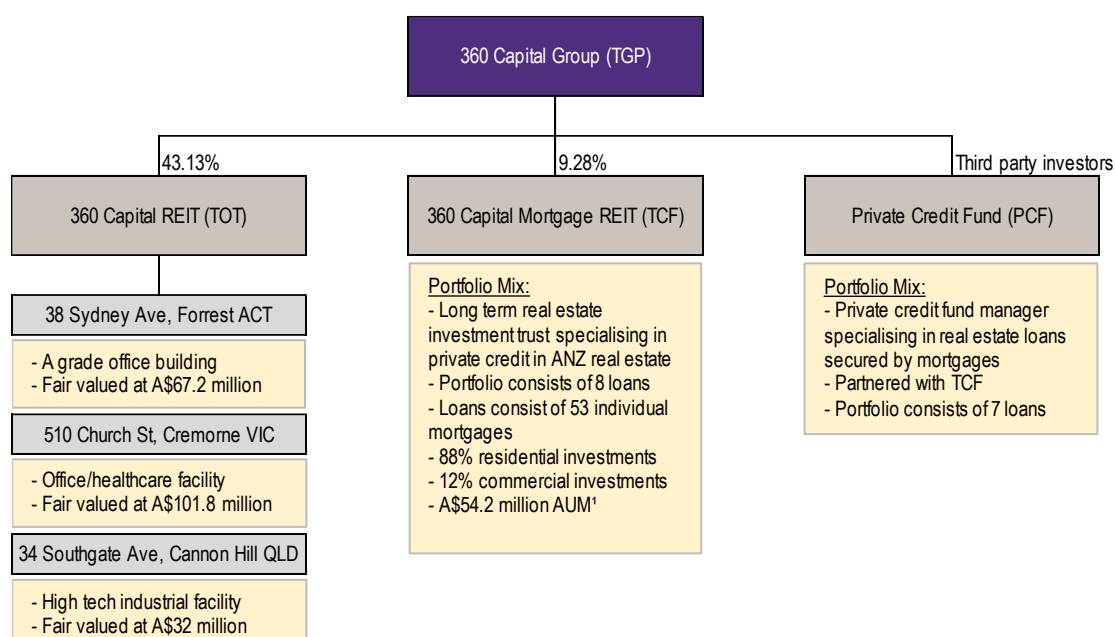 360 Capital Group (TGP)
43.13%
9.28%
Third party investors
360 Capital REIT (TOT)
360 Capital Mortgage REIT (TCF)
Private Credit Fund (PCF)
38 Sydney Ave, Forrest ACT
- A grade office building
- Fair valued at A$67.2 million
510 Church St, Cremorne VIC
- Office/healthcare facility
- Fair valued at A$101.8 million
34 Southgate Ave, Cannon Hill QLD
- High tech industrial facility
- Fair valued at A$32 million
Portfolio Mix:
- Long term real estate
investment trust specialising in
private credit in ANZ real estate
- Portfolio consists of 8 loans
- Loans consist of 53 individual
mortgages
- 88% residential investments
- 12% commercial investments
- A$54.2 million AUM¹
Portfolio Mix:
- Private credit fund manager
specialising in real estate loans
secured by mortgages
- Partnered with TCF
- Portfolio consists of 7 loans